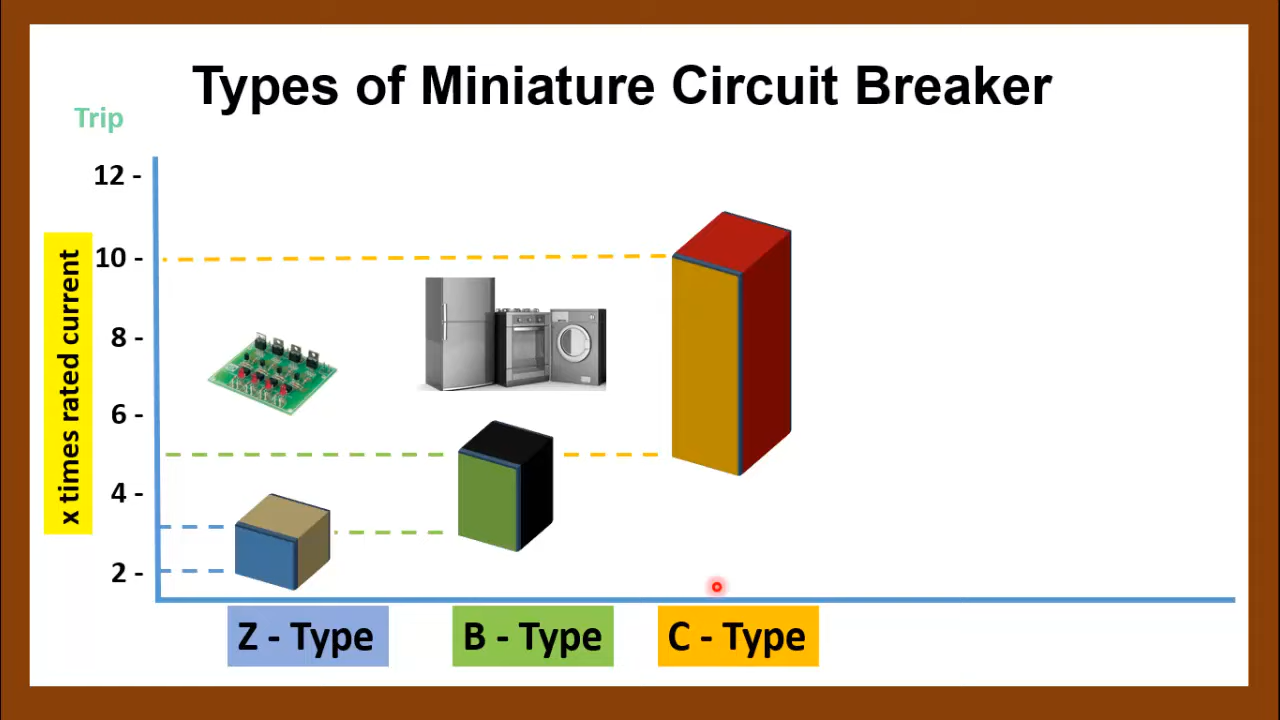 Types of Miniature Circuit Breaker
Trip
12 -
10 -
8 -
6 -
4 -
2 -
x times rated current
Z - Type
B - Type
C - Type